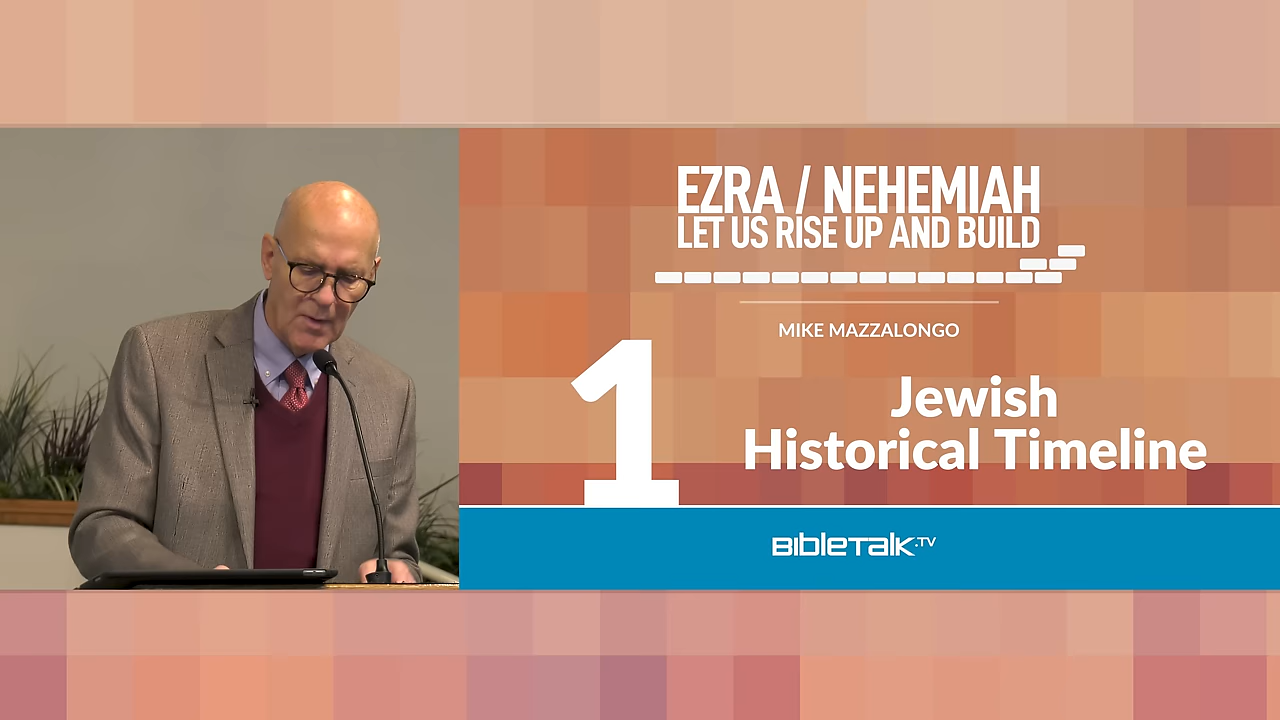 EZRA / NEHEMIAH
LET US RISE UP AND BUILD
MIKE MAZZALONGO
1
Jewish
Historical Timeline
BIBLETALK.TV